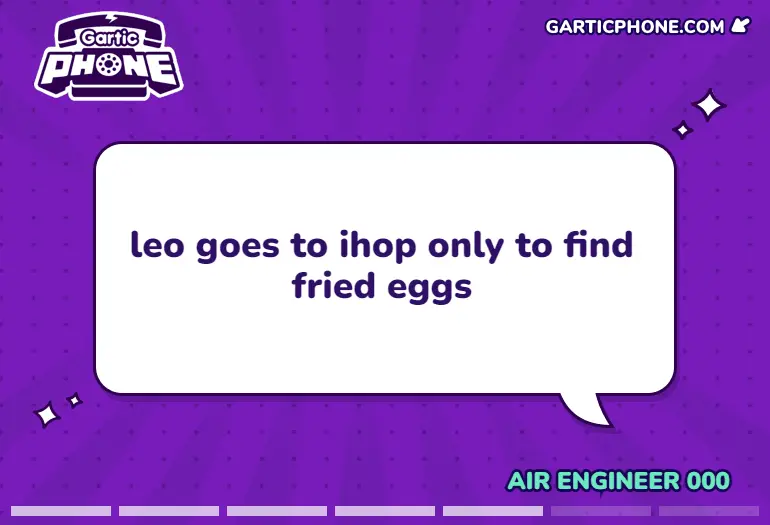 Gartic
PHONE
GARTICPHONE.COM
leo goes to ihop only to find
fried eggs
AIR ENGINEER 000